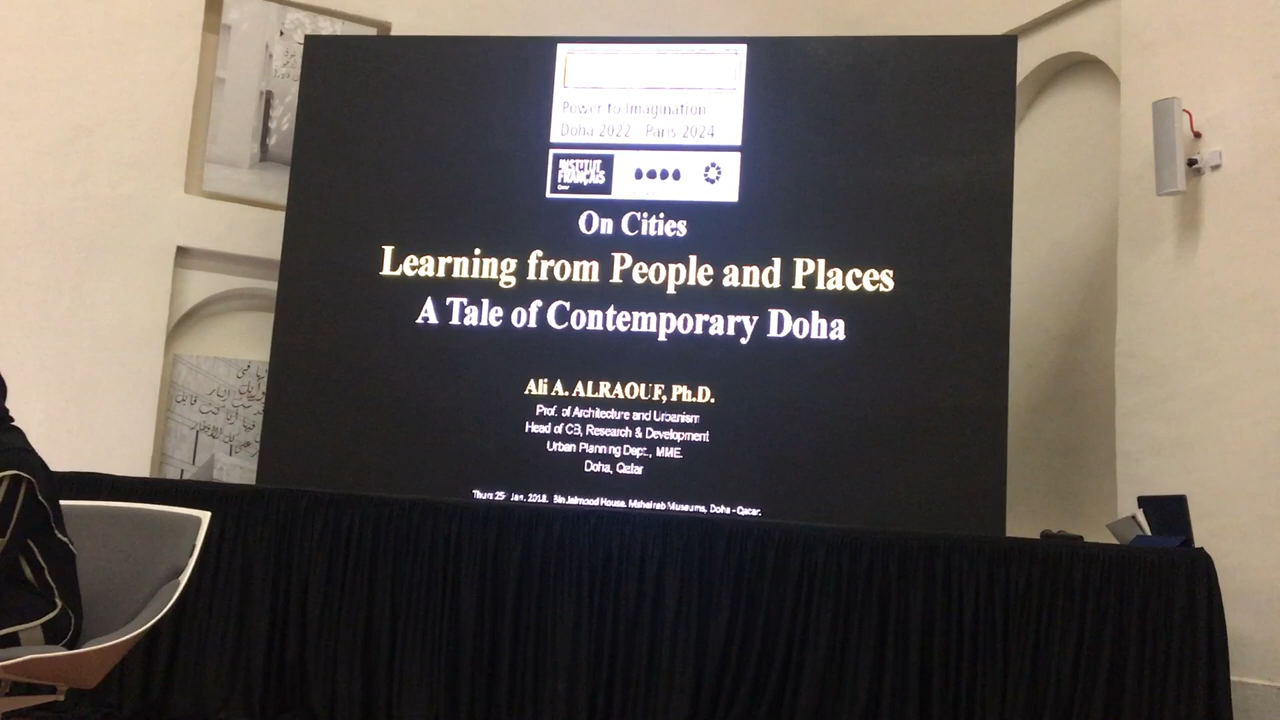 Power to Imagination
Doha 2022 Paris 2024
INSTITUT
FRANÇAIS
Qatar
On Cities
Learning from People and Places
A Tale of Contemporary Doha
Ali A. ALRAOUF, Ph.D.
Prof. of Architecture and Urbanism
Head of CB, Research & Development
Urban Planning Dept., MME.
Doha, Qatar
Thurs 25 Jan. 2018. Bin Jelmood House, Msheireb Museums, Doha - Qatar.